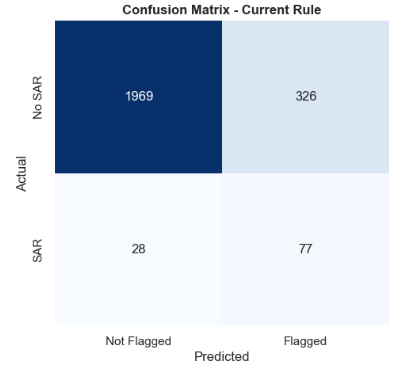 Confusion Matrix - Current Rule
No SAR
1969
326
Actual
SAR
28
77
Not Flagged
Flagged
Predicted